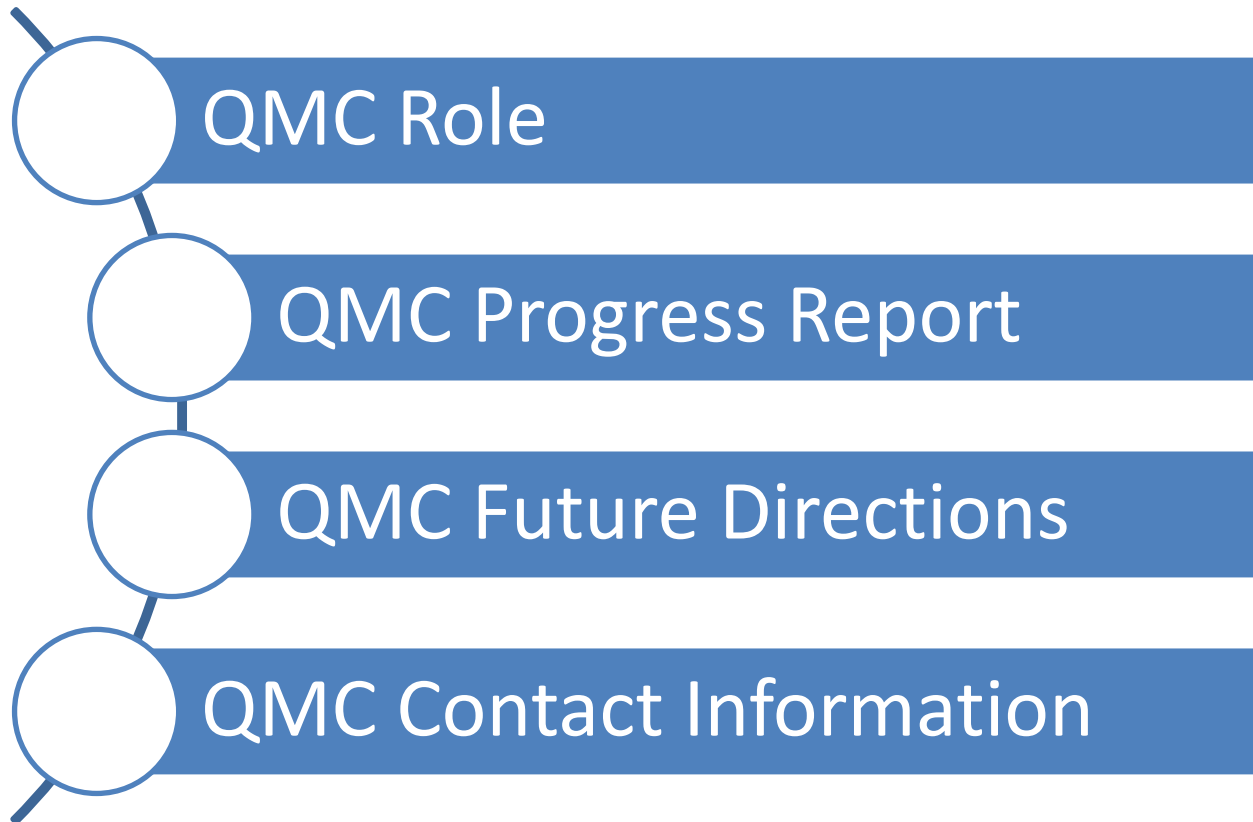 QMC Role
QMC Progress Report
QMC Future Directions
QMC Contact Information